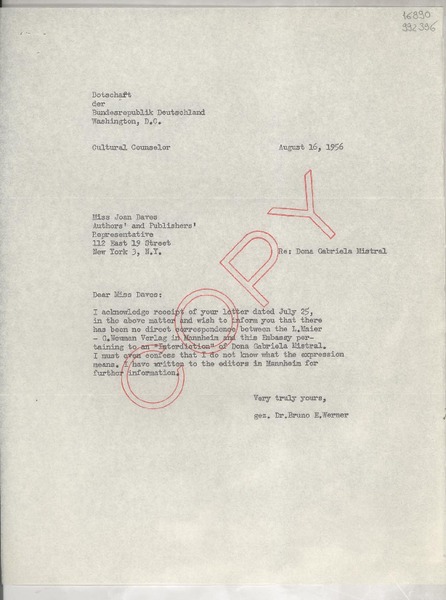 16890
992396
Dotschaft
der
Bundesrepublik Deutschland
Washington, D.C.
Cultural Counselor August 16, 1956
Miss Joan Daves
Authors' and Publishers'
Representative
112 East 19 Street
New York 3, N.Y. Re: Dona Gabriela Mistral
COPY
Dear Miss Daves:
I acknowledge receipt of your letter dated July 25,
in the above matter and wish to inform you that there
has been no direct correspondence between the L.Maier
- C.Newman Verlag in Mannheim and this Embassy per-
taining to an "Interdiction" of Dona Gabriela Mistral.
I must even confess that I do not know what the expression
means. I have written to the editors in Mannheim for
further information.
Very truly yours,
gez. Dr.Bruno E.Werner